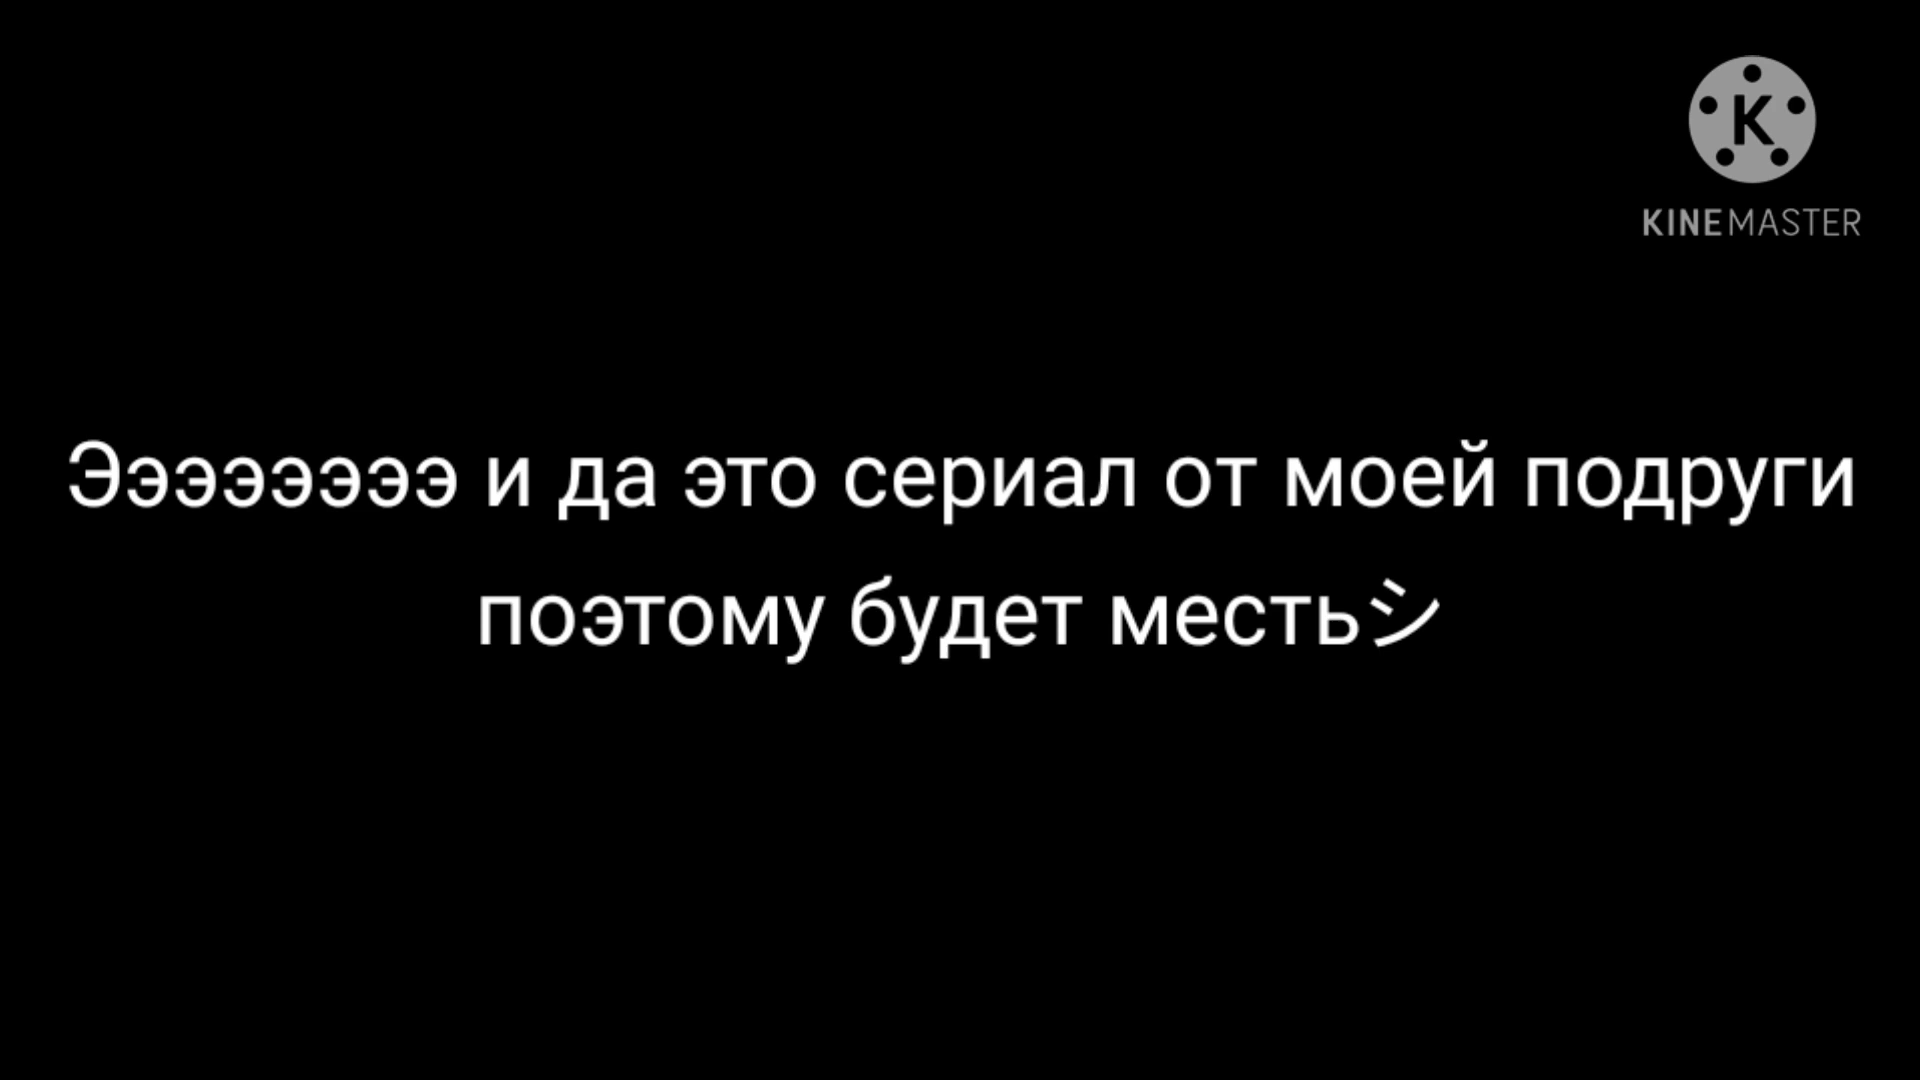 K
KINEMASTER
Ээээээээ и да это сериал от моей подруги
поэтому будет местьシ